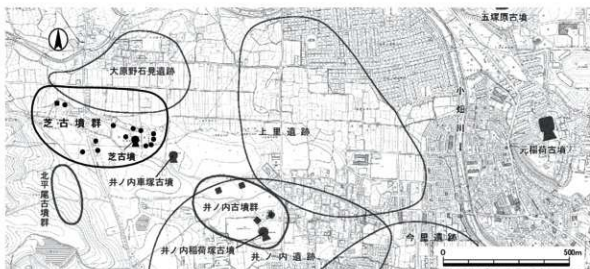 五塚原古墳
大原野石見遺跡
小畑川
芝古墳群
上里遺跡
元稲荷古墳
芝古墳
井ノ内車塚古墳
北平尾古墳群
井ノ内古墳群
今里遺跡
井ノ内稲荷塚古墳
井ノ内遺跡
0
500m